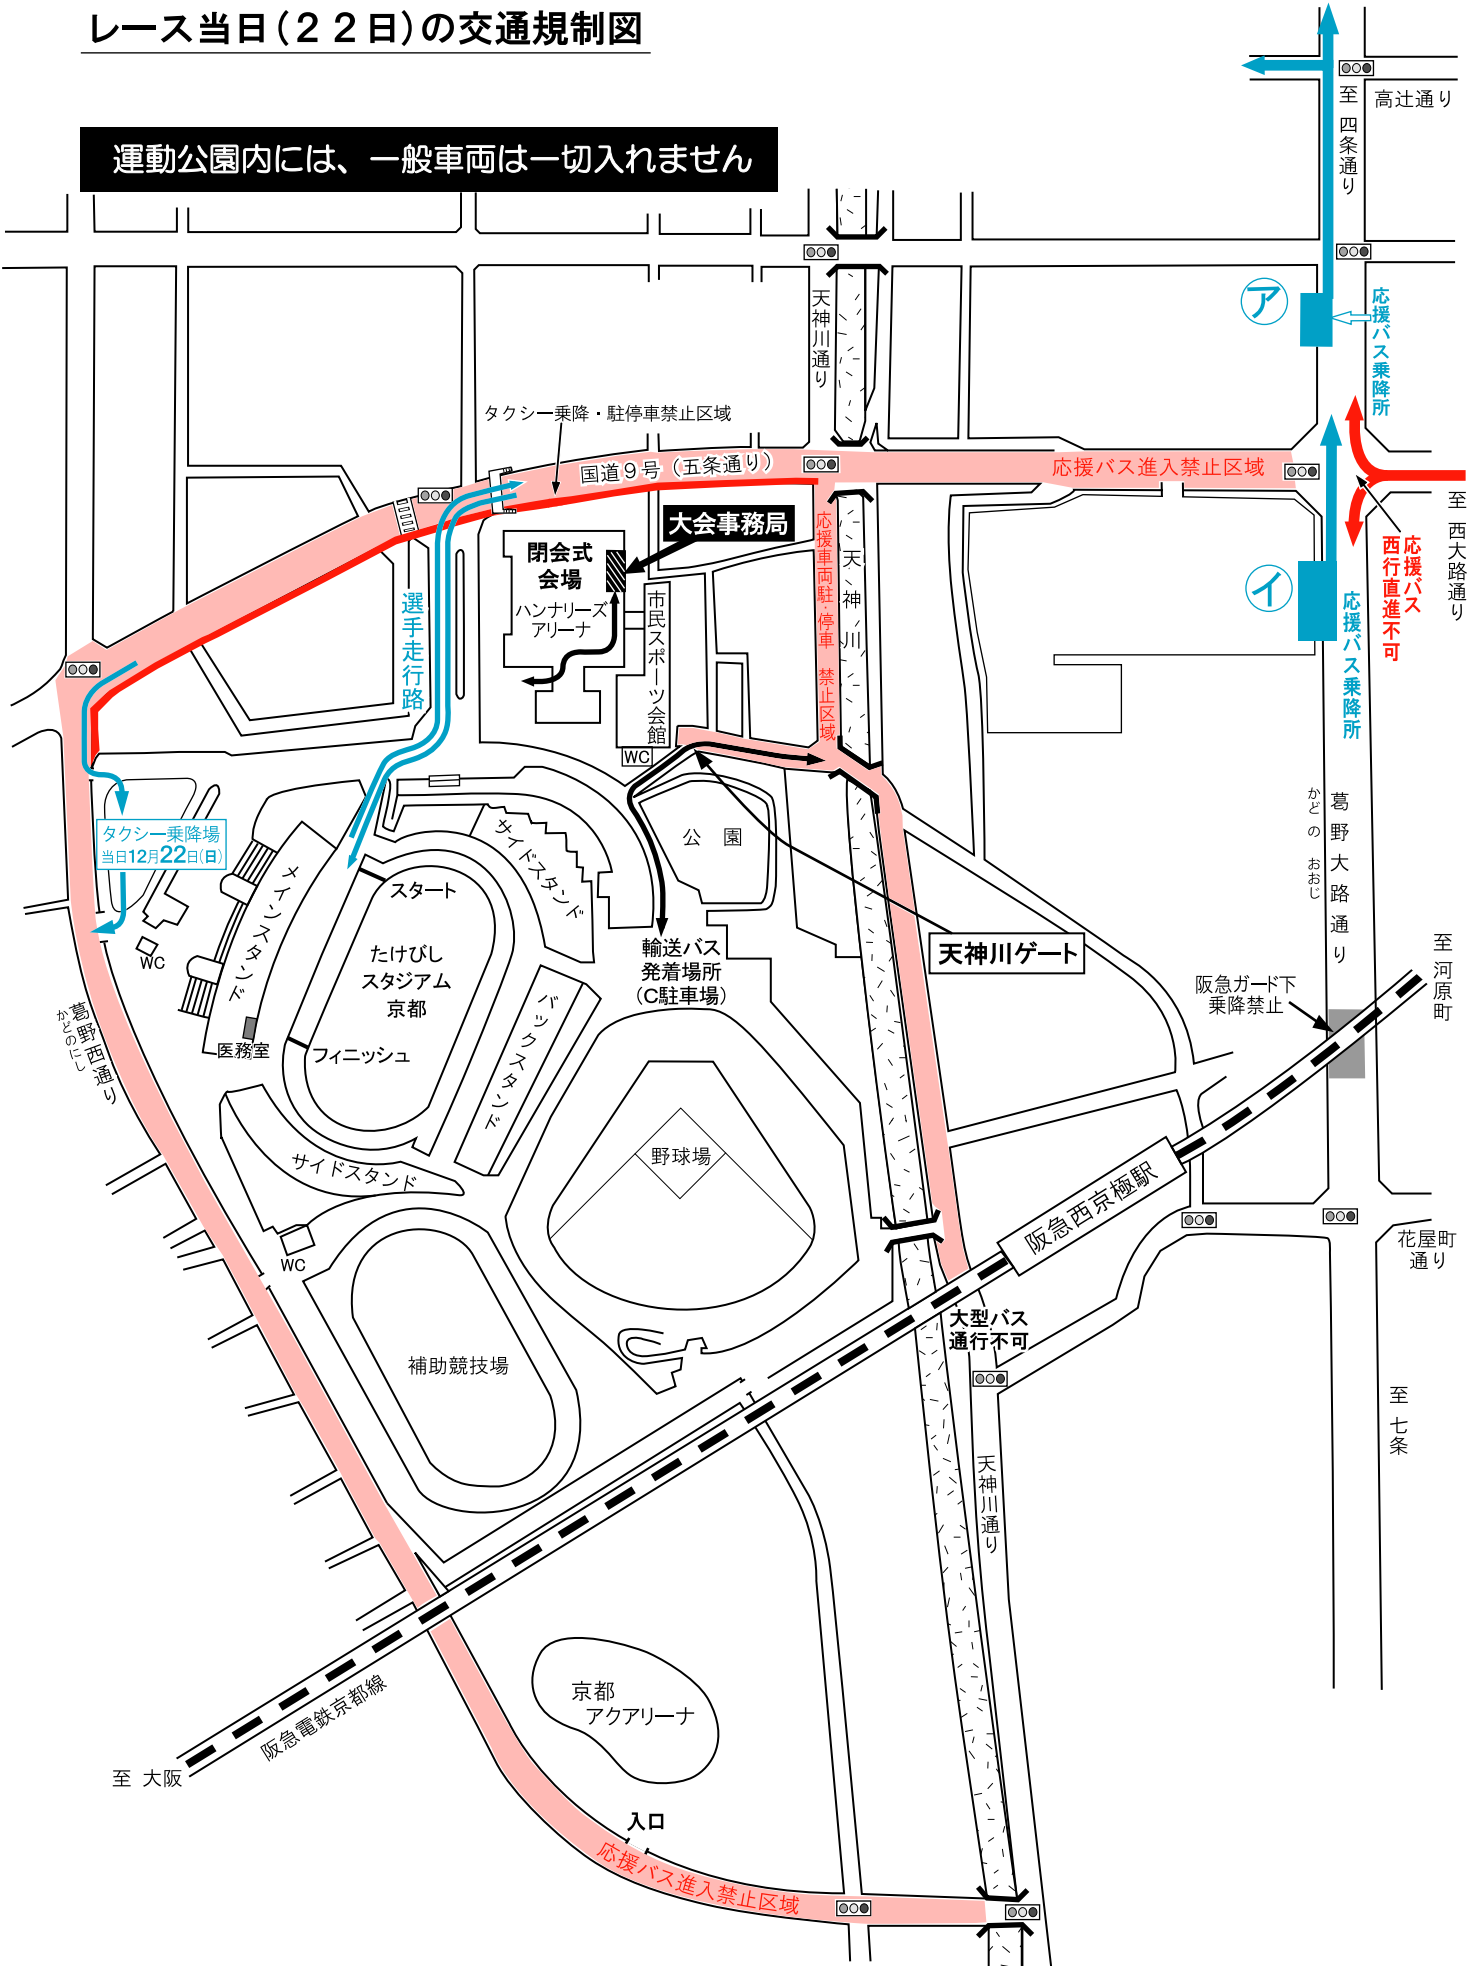 レース当日(２２日)の交通規制図
運動公園内には、一般車両は一切入れません
至 四条通り
高辻通り
ア
応援バス乗降所
天神川通り
タクシー乗降・駐停車禁止区域
国道９号（五条通り）
応援バス進入禁止区域
至 西大路通り
応援バス
西行直進不可
イ
応援バス乗降所
大会事務局
閉会式
会場
ハンナリーズ
アリーナ
市民スポーツ会館
WC
応援車両駐・停車 禁止区域
天神川
選手走行路
タクシー乗降場
当日12月22日(日)
WC
メインスタンド
サイドスタンド
公 園
スタート
たけびし
スタジアム
京都
フィニッシュ
医務室
バックスタンド
サイドスタンド
輸送バス
発着場所
(C駐車場)
天神川ゲート
葛野大路通り
かどの おおじ
至 河原町
阪急ガード下
乗降禁止
葛野西通り
かどのにし
野球場
阪急西京極駅
花屋町
通り
WC
大型バス
通行不可
補助競技場
至 七条
天神川通り
阪急電鉄京都線
至 大阪
京都
アクアリーナ
入口
応援バス進入禁止区域